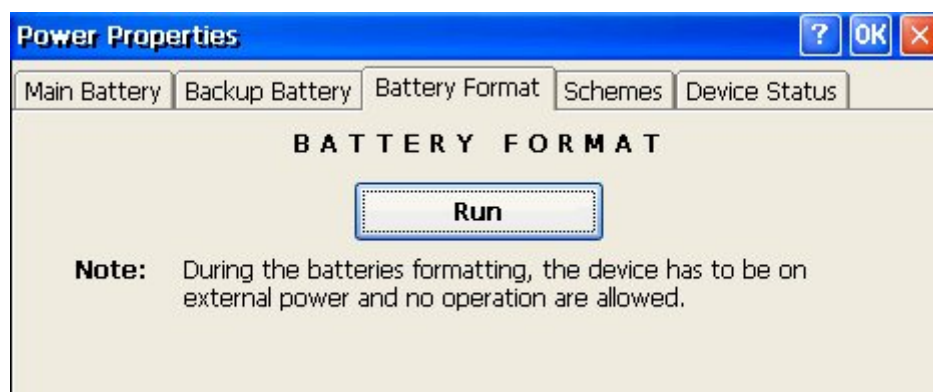 Power Properties ? OK ×
Main Battery Backup Battery Battery Format Schemes Device Status
BATTERY FORMAT
Run
Note: During the batteries formatting, the device has to be on
external power and no operation are allowed.